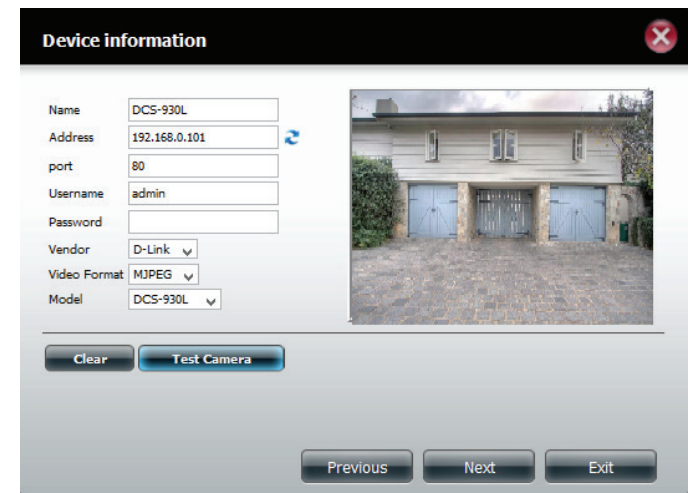 Device information
Name DCS-930L
Address 192.168.0.101
port 80
Username admin
Password
Vendor D-Link
Video Format MJPEG
Model DCS-930L
Clear Test Camera
Previous Next Exit